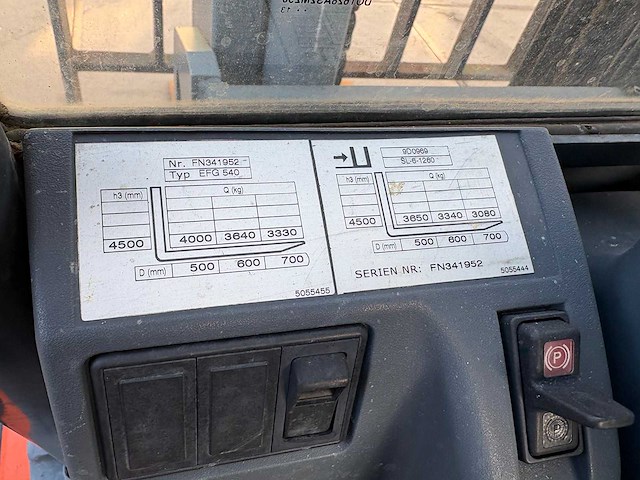 Nr. FN341952
Typ EFG 540
h3 (mm) Q (kg)
4500 4000 3640 3330
D (mm) 500 600 700
5055455
9D0969
SL-6-1260
h3 (mm) Q (kg)
4500 3650 3340 3080
D (mm) 500 600 700
SERIEN NR: FN341952
5055444
P
P